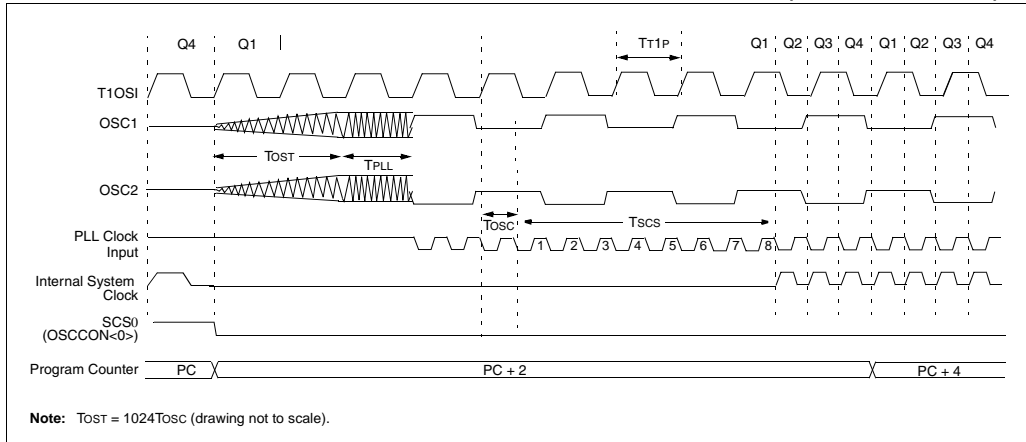 Q4 Q1 TT1P Q1 Q2 Q3 Q4 Q1 Q2 Q3 Q4
T1OSI
OSC1
TOST TPLL
OSC2
TOSC TSCS
PLL Clock
Input
1 2 3 4 5 6 7 8
Internal System
Clock
SCS0
(OSCCON<0>)
Program Counter PC PC + 2 PC + 4
Note: TOST = 1024TOSC (drawing not to scale).